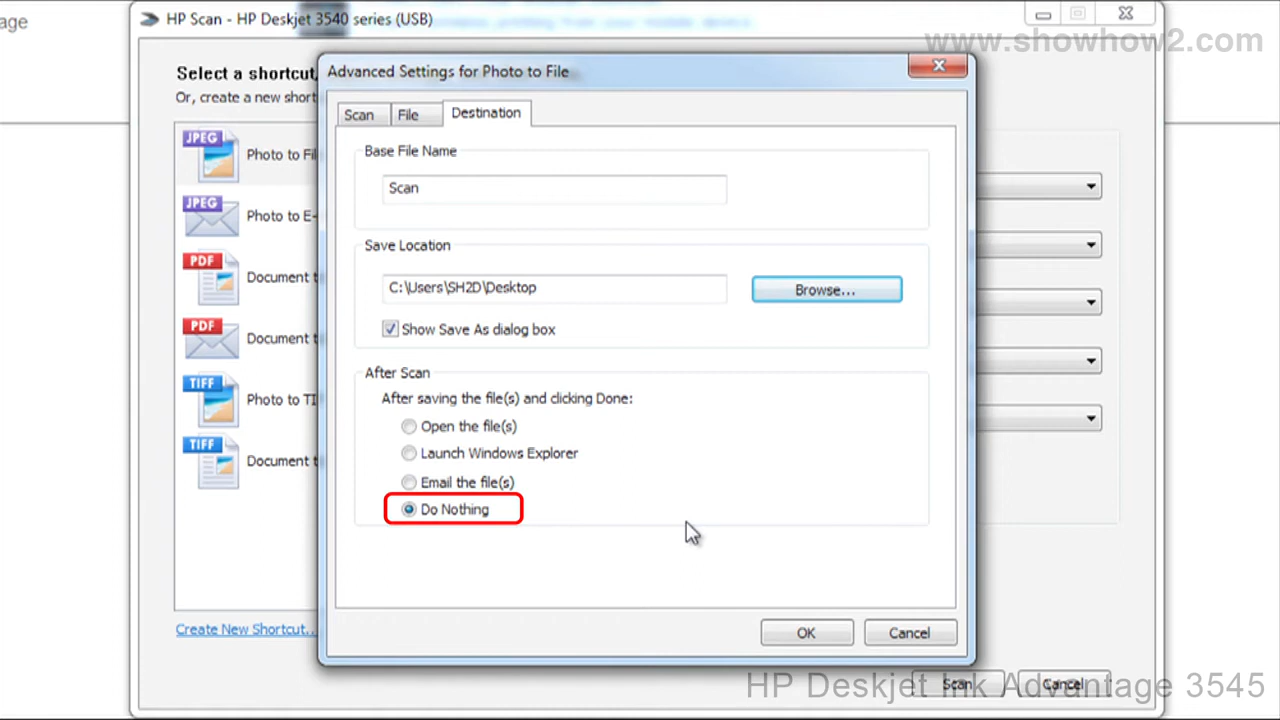 age
HP Scan - HP Deskjet 3540 series (USB)
www.showhow2.com
Select a shortcut,
Or, create a new short
JPEG Photo to Fil
JPEG Photo to E-
PDF Document t
PDF Document t
TIFF Photo to TI
TIFF Document t
Create New Shortcut..
Advanced Settings for Photo to File
Scan File Destination
Base File Name
Scan
Save Location
C:\Users\SH2D\Desktop
Browse...
Show Save As dialog box
After Scan
After saving the file(s) and clicking Done:
Open the file(s)
Launch Windows Explorer
Email the file(s)
Do Nothing
OK Cancel
Scan Cancel
HP Deskjet Ink Advantage 3545